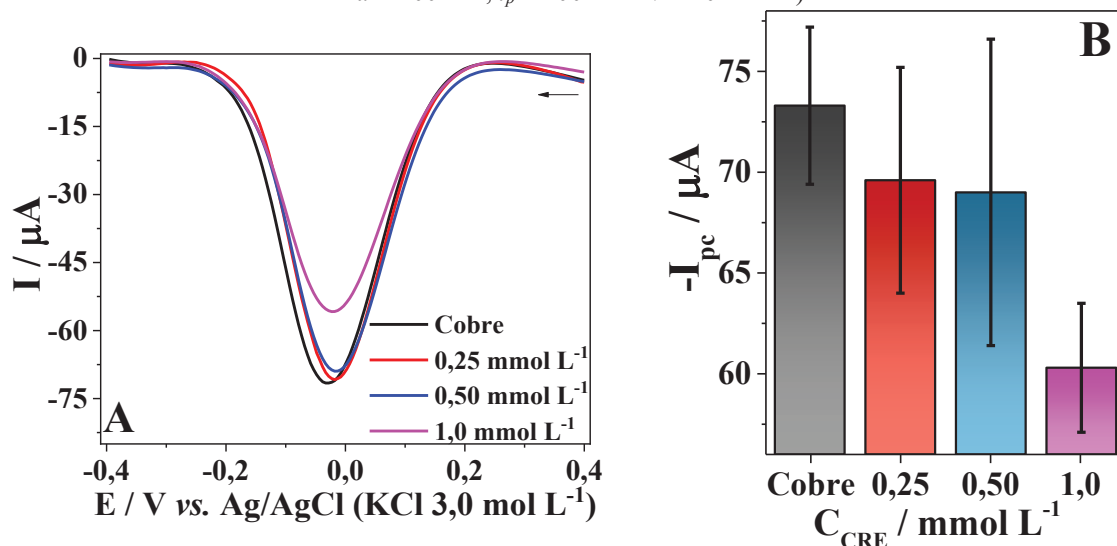 0
-15
-30
-45
-60
-75
I / µA
A
Cobre
0,25 mmol L⁻¹
0,50 mmol L⁻¹
1,0 mmol L⁻¹
-0,4 -0,2 0,0 0,2 0,4
E / V vs. Ag/AgCl (KCl 3,0 mol L⁻¹)
B
75
70
65
60
-Ipc / µA
Cobre 0,25 0,50 1,0
CCRE / mmol L⁻¹